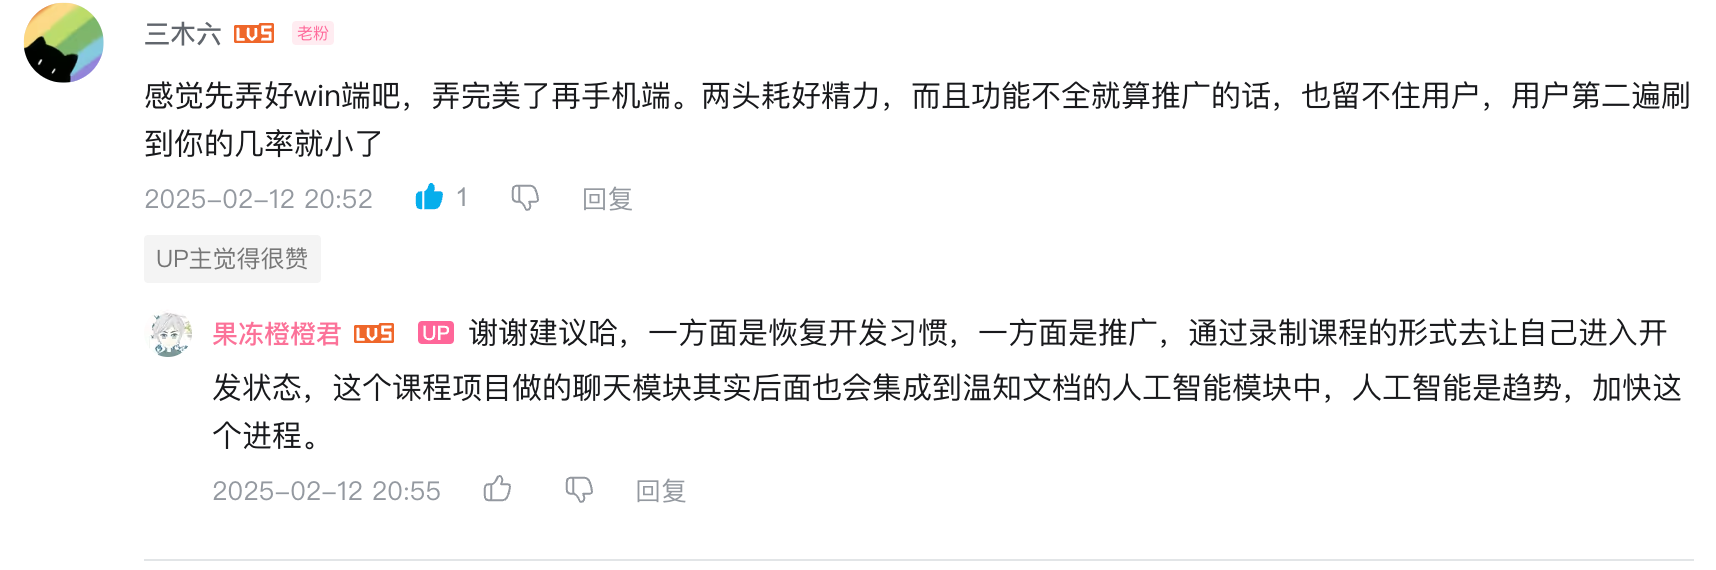 三木六 LV5 老粉
感觉先弄好win端吧，弄完美了再手机端。两头耗好精力，而且功能不全就算推广的话，也留不住用户，用户第二遍刷
到你的几率就小了
2025-02-12 20:52 1 回复
UP主觉得很赞
果冻橙橙君 LV5 UP 谢谢建议哈，一方面是恢复开发习惯，一方面是推广，通过录制课程的形式去让自己进入开
发状态，这个课程项目做的聊天模块其实后面也会集成到温知文档的人工智能模块中，人工智能是趋势，加快这
个进程。
2025-02-12 20:55 回复